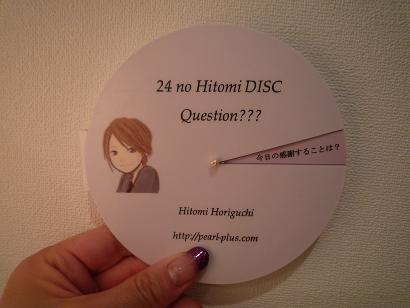 24 no Hitomi DISC
Question???
今日の感謝することは?
Hitomi Horiguchi
http://pearl-plus.com